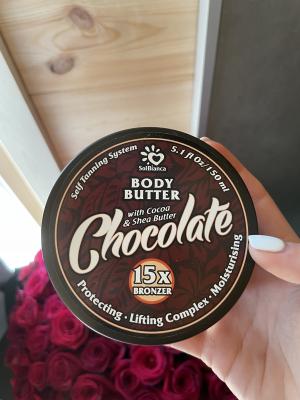 Self Tanning System
5.1 fl Oz/150 ml
SolBianca
BODY
BUTTER
with Cocoa
& Shea Butter
Chocolate
15x
BRONZER
Protecting · Lifting Complex · Moisturising